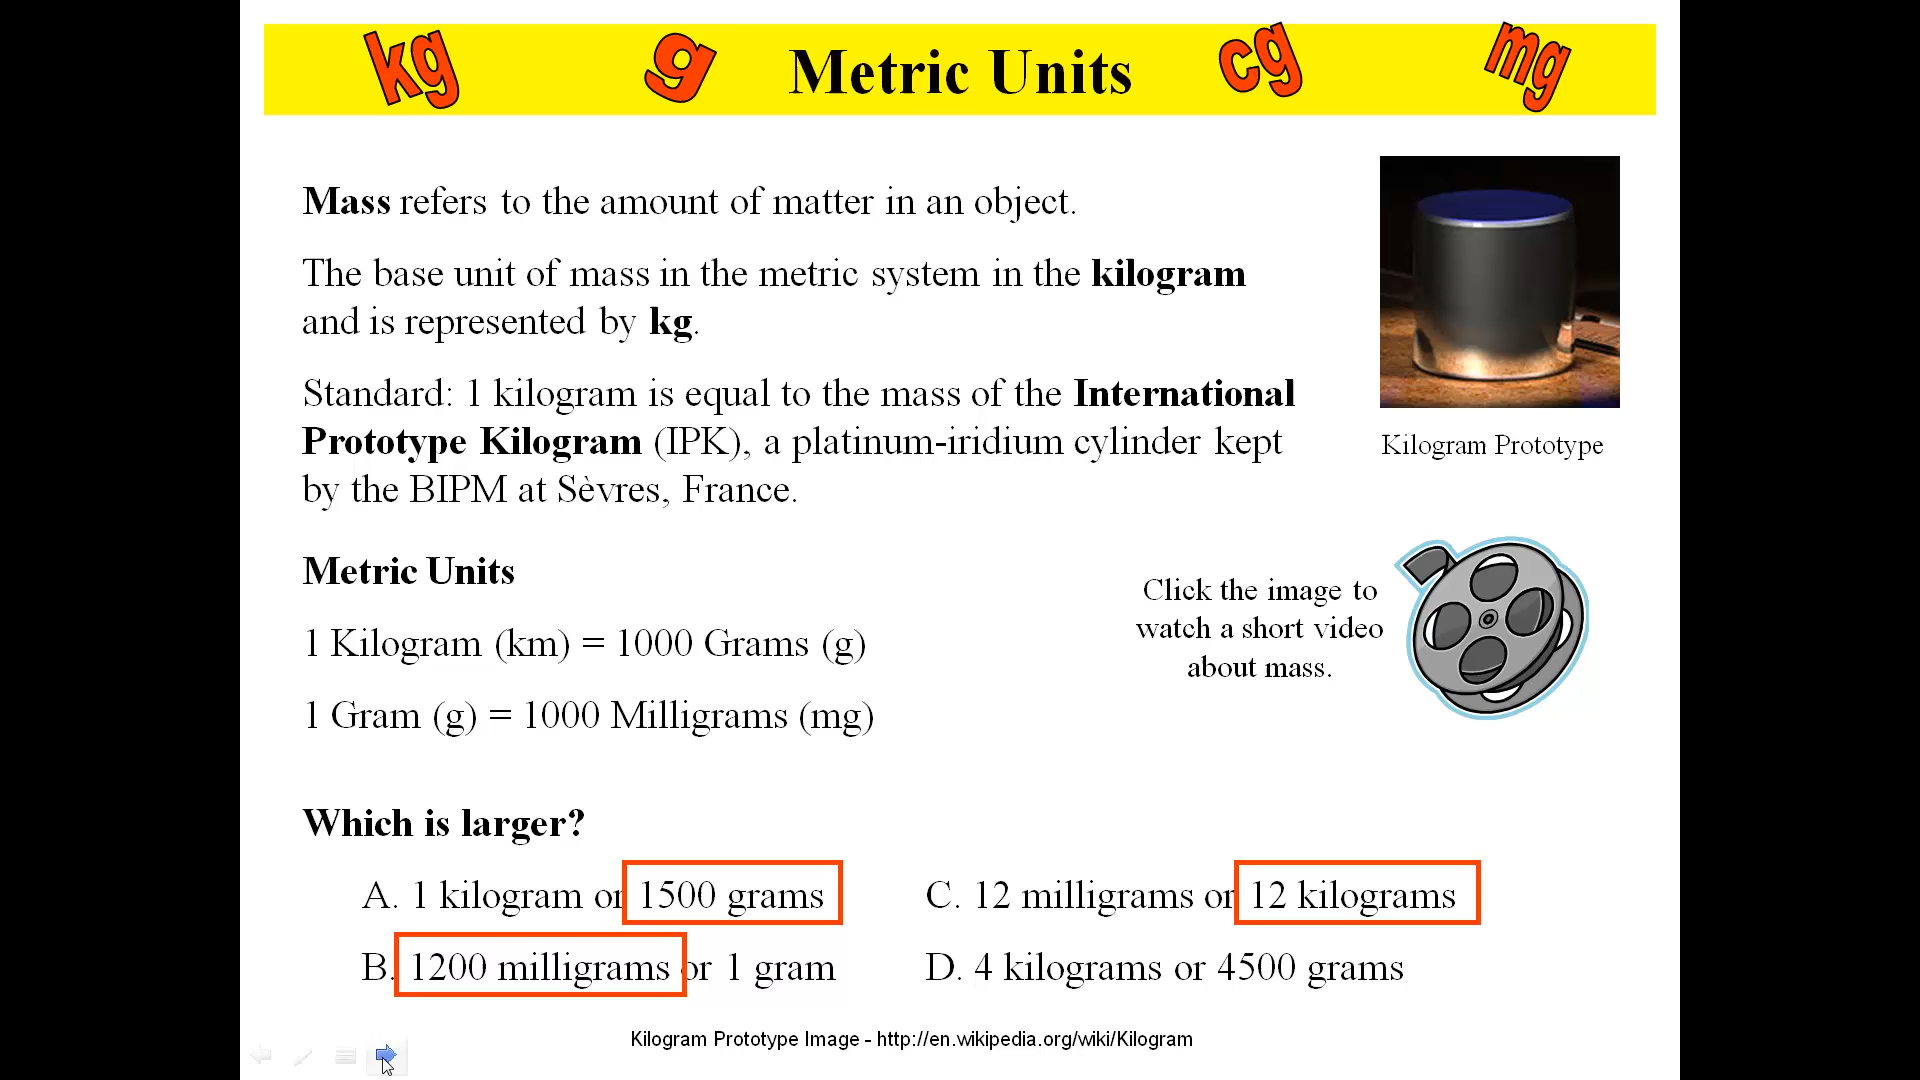 kg g Metric Units cg mg
Mass refers to the amount of matter in an object.
The base unit of mass in the metric system in the kilogram
and is represented by kg.
Standard: 1 kilogram is equal to the mass of the International
Prototype Kilogram (IPK), a platinum-iridium cylinder kept
by the BIPM at Sèvres, France.
Kilogram Prototype
Metric Units
1 Kilogram (km) = 1000 Grams (g)
1 Gram (g) = 1000 Milligrams (mg)
Click the image to
watch a short video
about mass.
Which is larger?
A. 1 kilogram or 1500 grams
B. 1200 milligrams or 1 gram
C. 12 milligrams or 12 kilograms
D. 4 kilograms or 4500 grams
Kilogram Prototype Image - http://en.wikipedia.org/wiki/Kilogram